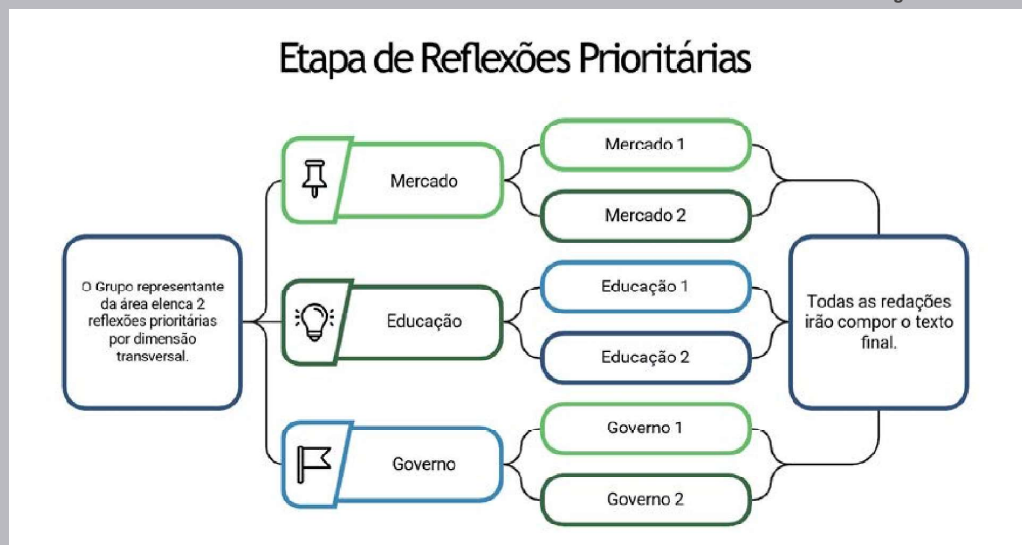 Etapa de Reflexões Prioritárias
O Grupo representante
da área elenca 2
reflexões prioritárias
por dimensão
transversal.
Mercado
Mercado 1
Mercado 2
Educação
Educação 1
Educação 2
Governo
Governo 1
Governo 2
Todas as redações
irão compor o texto
final.